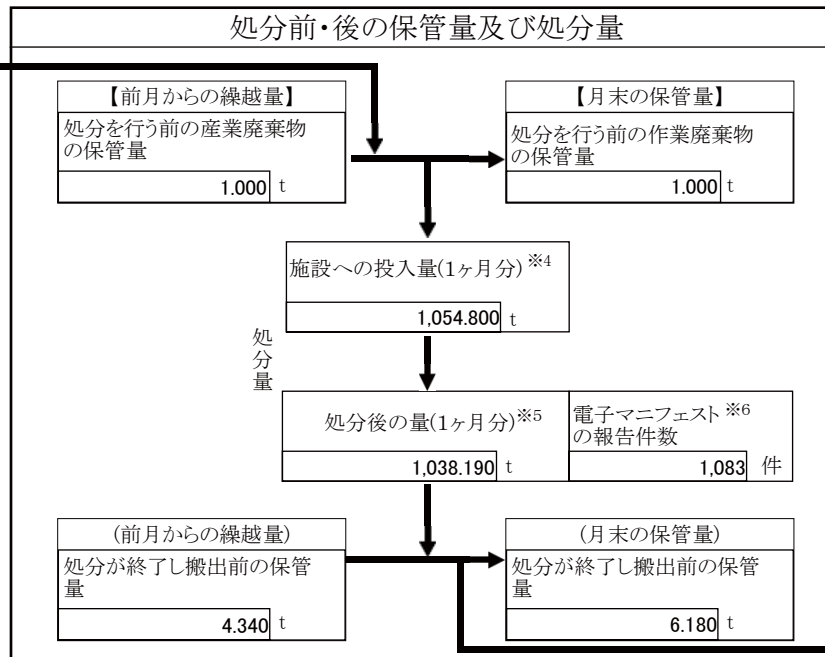 処分前・後の保管量及び処分量
【前月からの繰越量】
処分を行う前の産業廃棄物
の保管量
1.000 t
【月末の保管量】
処分を行う前の作業廃棄物
の保管量
1.000 t
施設への投入量(1ヶ月分)※4
1,054.800 t
処分量
処分後の量(1ヶ月分)※5
1,038.190 t
電子マニフェスト※6
の報告件数
1,083 件
(前月からの繰越量)
処分が終了し搬出前の保管
量
4.340 t
(月末の保管量)
処分が終了し搬出前の保管
量
6.180 t